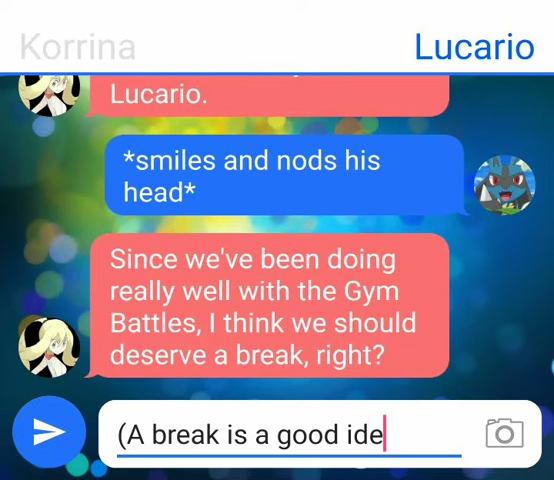 Korrina
Lucario
Lucario.
*smiles and nods his
head*
Since we've been doing
really well with the Gym
Battles, I think we should
deserve a break, right?
(A break is a good ide